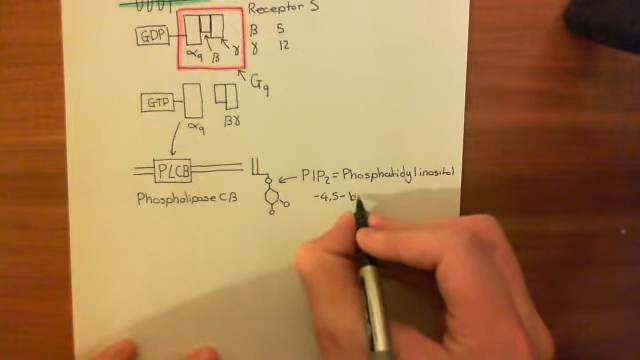 Receptor S
GDP
β 5
γ 12
αq β γ
Gq
GTP
αq βγ
PLCB
Phospholipase CB
PIP2 = Phosphatidylinositol
-4,5-b